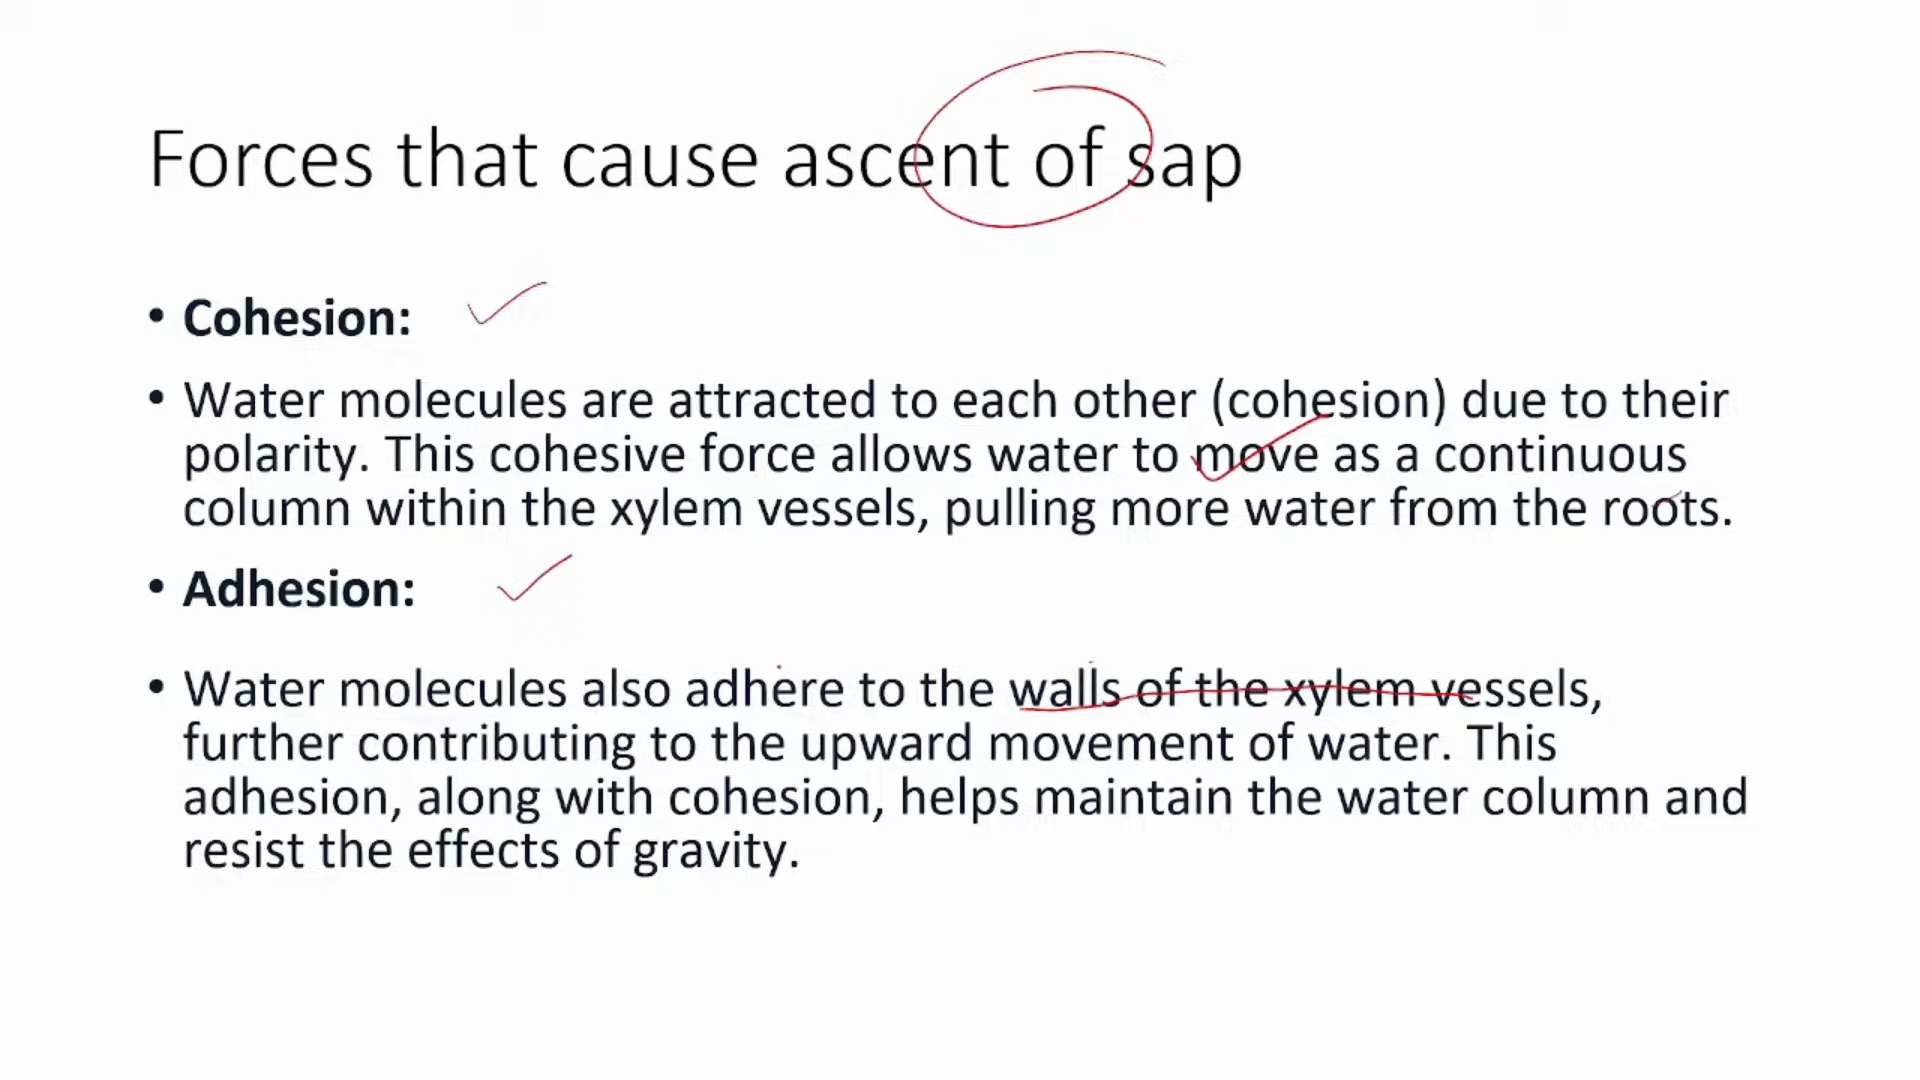 Forces that cause ascent of sap
• Cohesion:
• Water molecules are attracted to each other (cohesion) due to their
polarity. This cohesive force allows water to move as a continuous
column within the xylem vessels, pulling more water from the roots.
• Adhesion:
• Water molecules also adhere to the walls of the xylem vessels,
further contributing to the upward movement of water. This
adhesion, along with cohesion, helps maintain the water column and
resist the effects of gravity.